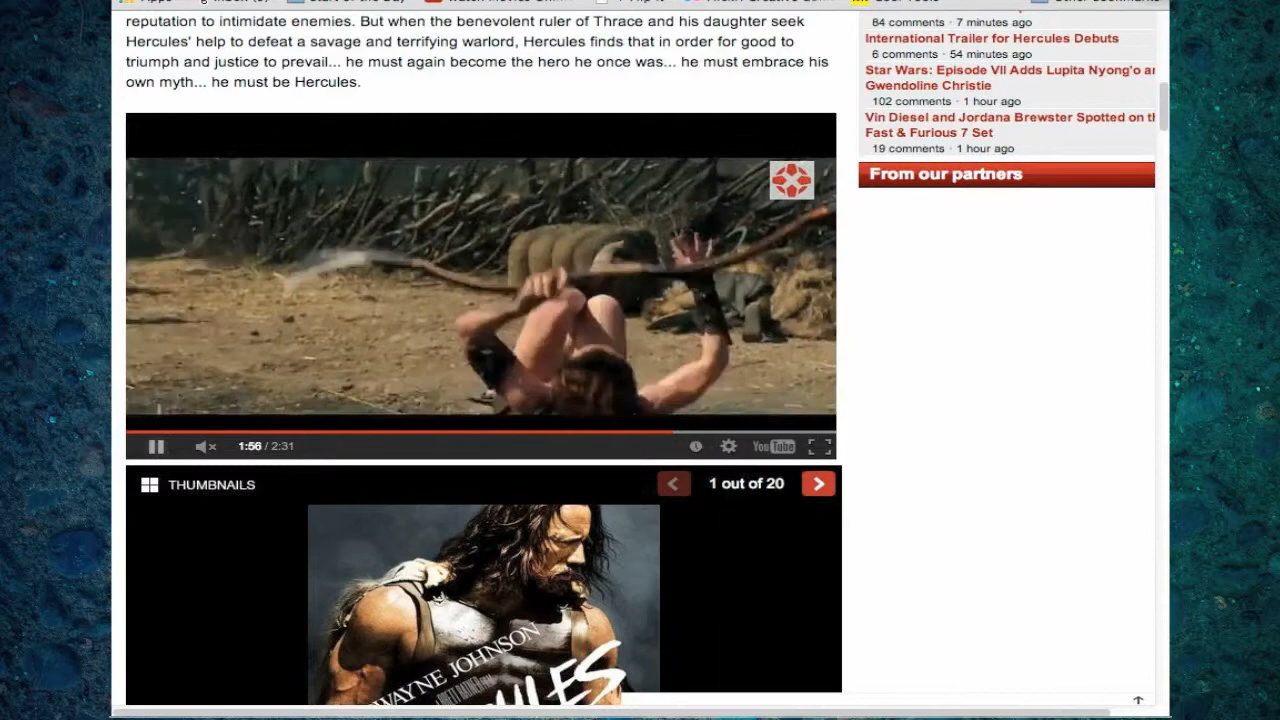 reputation to intimidate enemies. But when the benevolent ruler of Thrace and his daughter seek
Hercules' help to defeat a savage and terrifying warlord, Hercules finds that in order for good to
triumph and justice to prevail... he must again become the hero he once was... he must embrace his
own myth... he must be Hercules.
1:56 / 2:31
YouTube
THUMBNAILS
1 out of 20
WAYNE JOHNSON
84 comments · 7 minutes ago
International Trailer for Hercules Debuts
6 comments · 54 minutes ago
Star Wars: Episode VII Adds Lupita Nyong'o an
Gwendoline Christie
102 comments · 1 hour ago
Vin Diesel and Jordana Brewster Spotted on th
Fast & Furious 7 Set
19 comments · 1 hour ago
From our partners